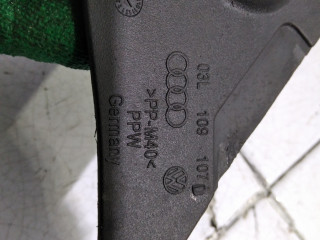 03L 109 107 D
>PP-M40<
PPW
Germany